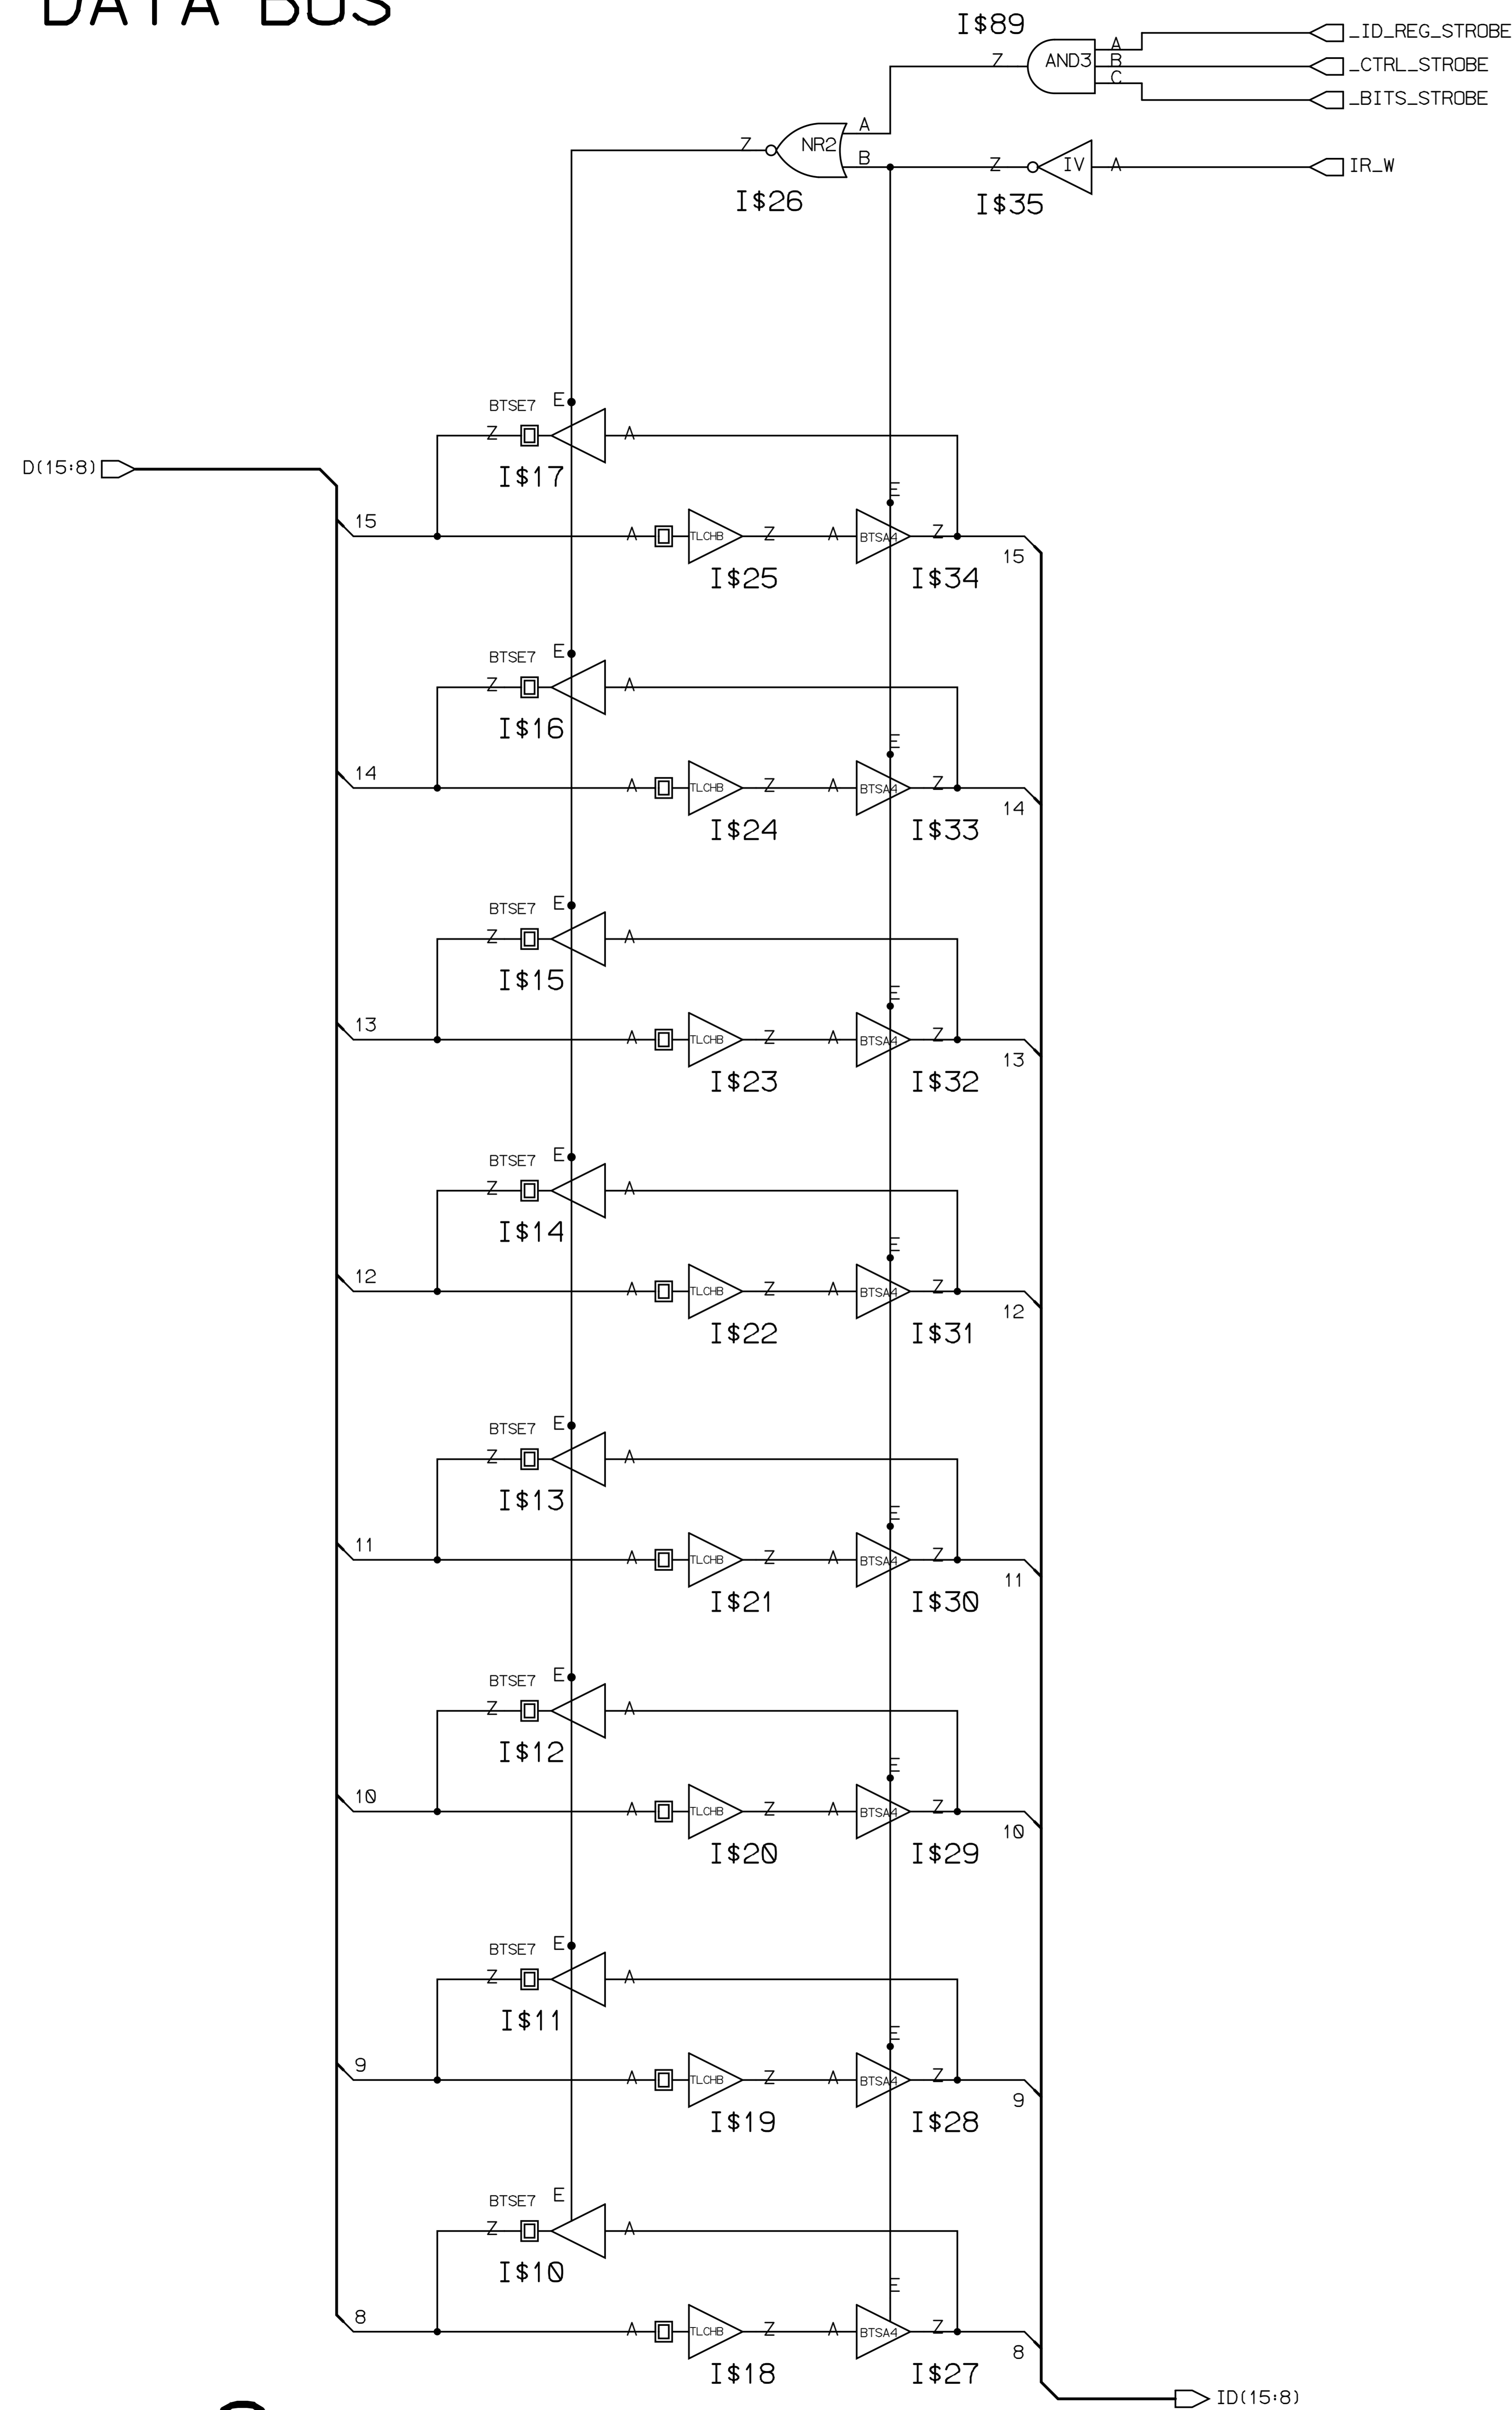 DATA BUS
I$89
A
_ID_REG_STROBE
Z
AND3
B
_CTRL_STROBE
C
_BITS_STROBE
Z
NR2
A
B
Z
IV
A
IR_W
I$26
I$35
BTSE7
E
Z
A
D(15:8)
I$17
E
15
A
TLCHB
Z
A
BTSA4
Z
15
I$25
I$34
BTSE7
E
Z
A
I$16
E
14
A
TLCHB
Z
A
BTSA4
Z
14
I$24
I$33
BTSE7
E
Z
A
I$15
E
13
A
TLCHB
Z
A
BTSA4
Z
13
I$23
I$32
BTSE7
E
Z
A
I$14
E
12
A
TLCHB
Z
A
BTSA4
Z
12
I$22
I$31
BTSE7
E
Z
A
I$13
E
11
A
TLCHB
Z
A
BTSA4
Z
11
I$21
I$30
BTSE7
E
Z
A
I$12
E
10
A
TLCHB
Z
A
BTSA4
Z
10
I$20
I$29
BTSE7
E
Z
A
I$11
E
9
A
TLCHB
Z
A
BTSA4
Z
9
I$19
I$28
BTSE7
E
Z
A
I$10
E
8
A
TLCHB
Z
A
BTSA4
Z
8
I$18
I$27
ID(15:8)